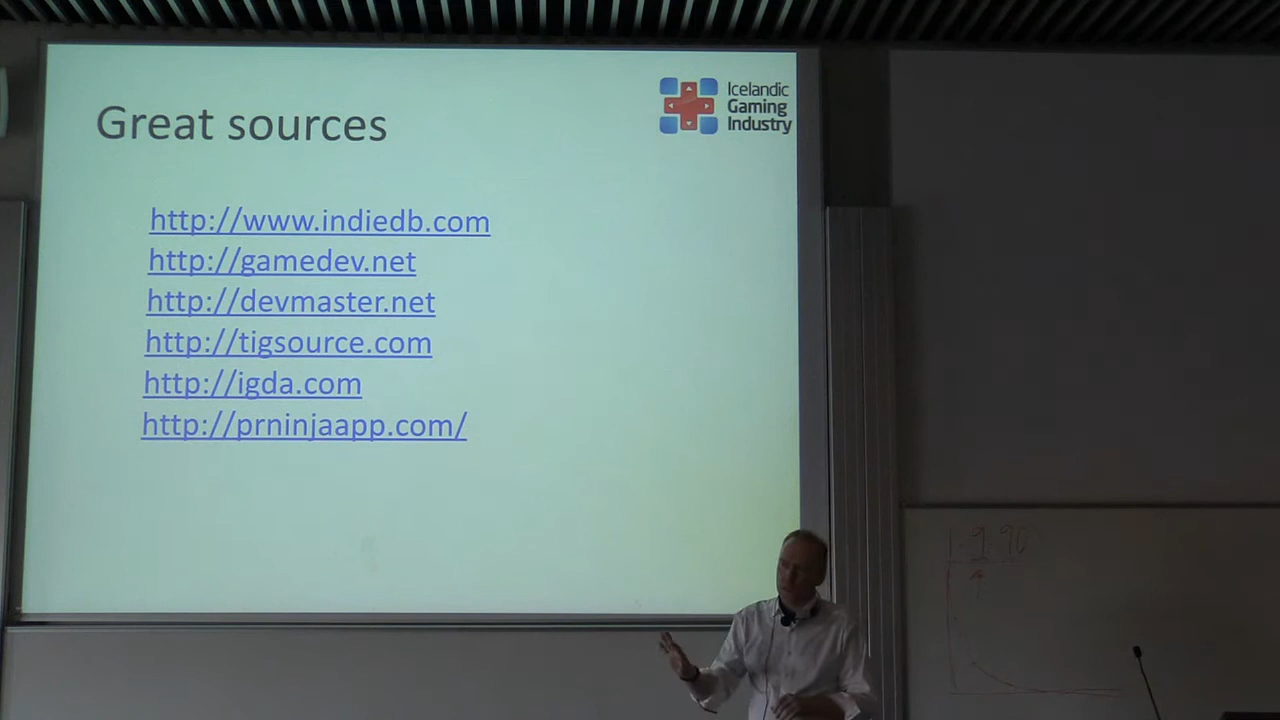 Great sources
Icelandic
Gaming
Industry
http://www.indiedb.com
http://gamedev.net
http://devmaster.net
http://tigsource.com
http://igda.com
http://prninjaapp.com/